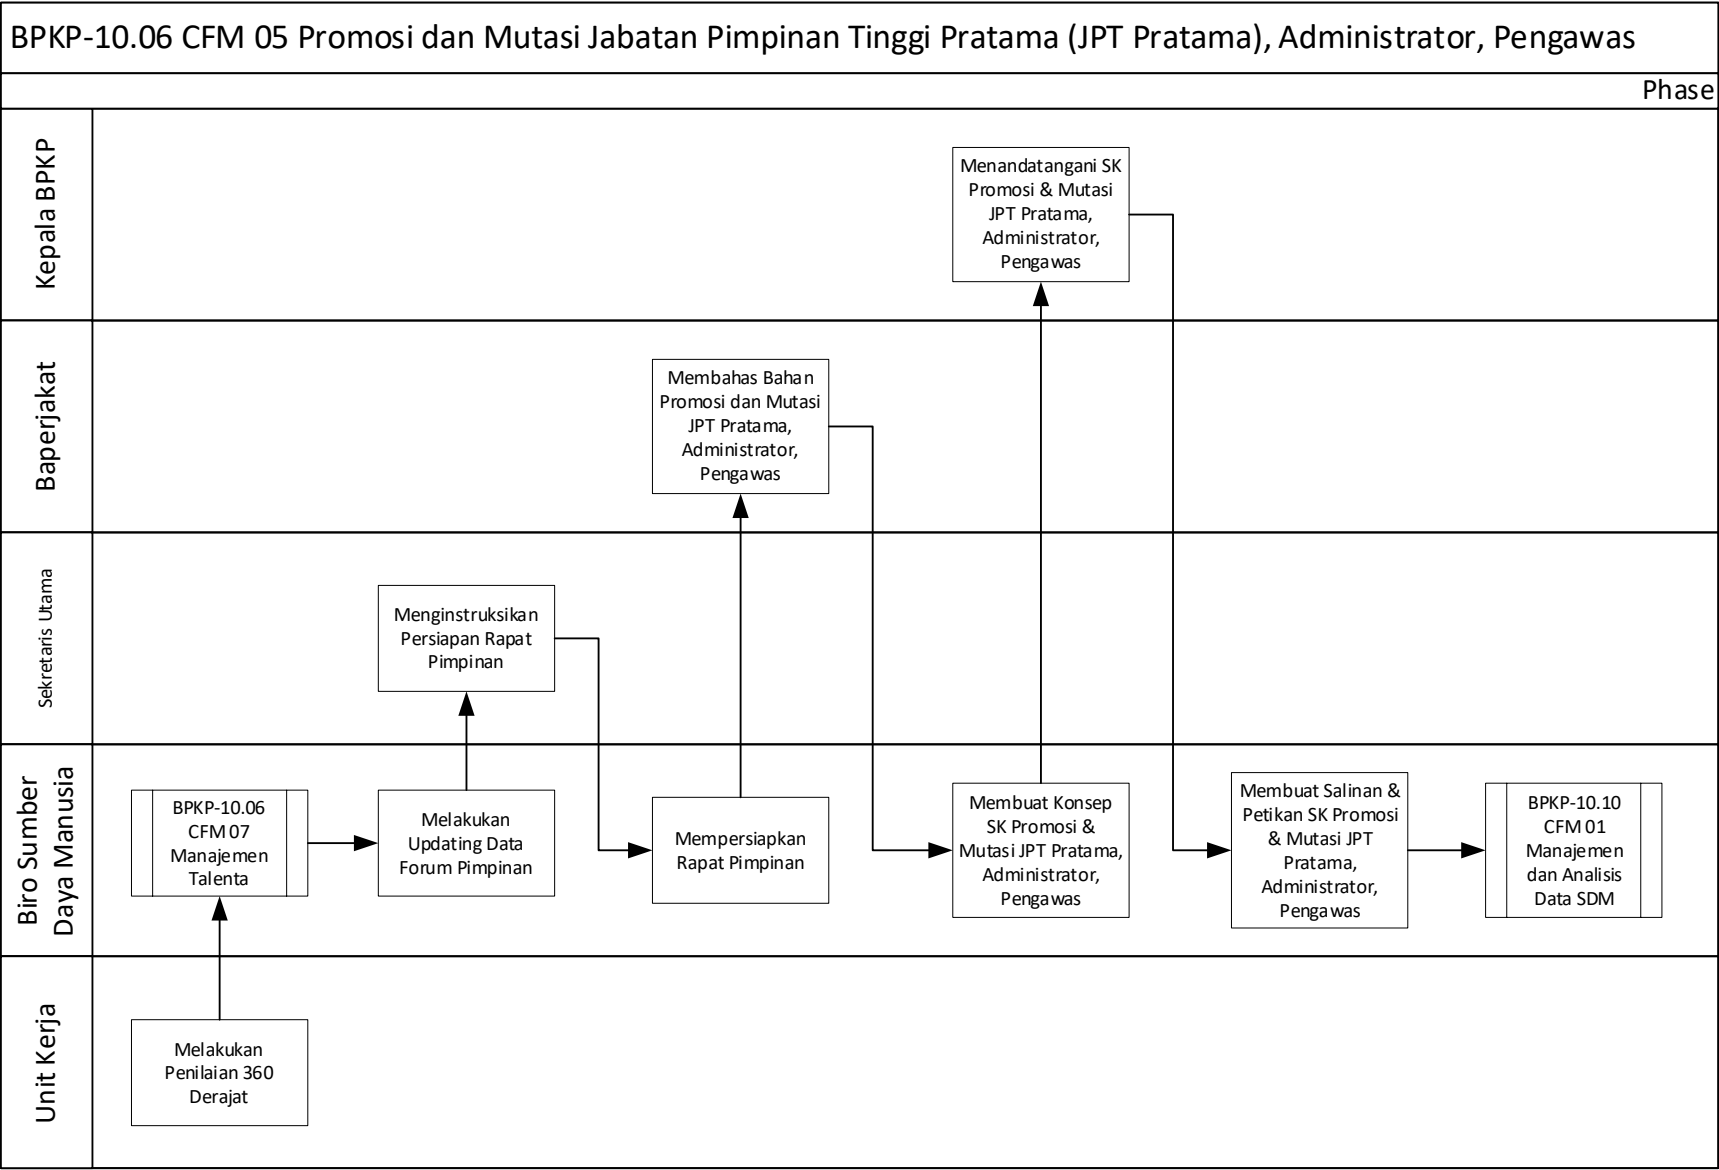 BPKP-10.06 CFM 05 Promosi dan Mutasi Jabatan Pimpinan Tinggi Pratama (JPT Pratama), Administrator, Pengawas
Phase
Kepala BPKP
Menandatangani SK
Promosi & Mutasi
JPT Pratama,
Administrator,
Pengawas
Baperjakat
Membahas Bahan
Promosi dan Mutasi
JPT Pratama,
Administrator,
Pengawas
Sekretaris Utama
Menginstruksikan
Persiapan Rapat
Pimpinan
Biro Sumber
Daya Manusia
BPKP-10.06
CFM 07
Manajemen
Talenta
Melakukan
Updating Data
Forum Pimpinan
Mempersiapkan
Rapat Pimpinan
Membuat Konsep
SK Promosi &
Mutasi JPT Pratama,
Administrator,
Pengawas
Membuat Salinan &
Petikan SK Promosi
& Mutasi JPT
Pratama,
Administrator,
Pengawas
BPKP-10.10
CFM 01
Manajemen
dan Analisis
Data SDM
Unit Kerja
Melakukan
Penilaian 360
Derajat